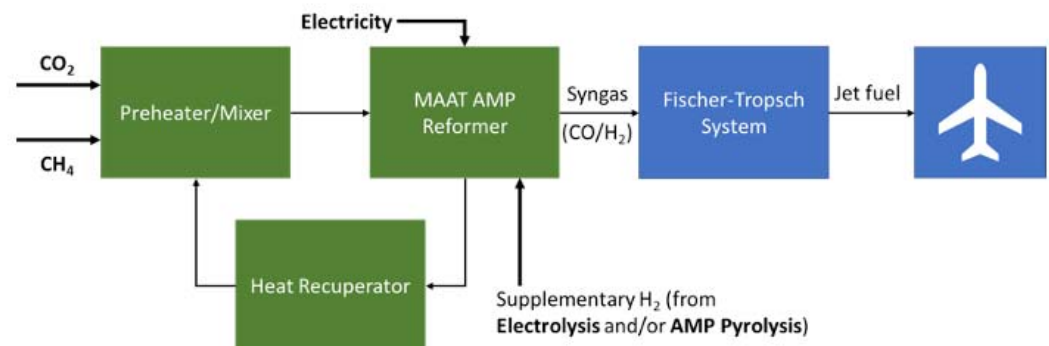 Electricity
CO₂
CH₄
Preheater/Mixer
MAAT AMP
Reformer
Syngas
(CO/H₂)
Fischer-Tropsch
System
Jet fuel
Heat Recuperator
Supplementary H₂ (from
Electrolysis and/or AMP Pyrolysis)